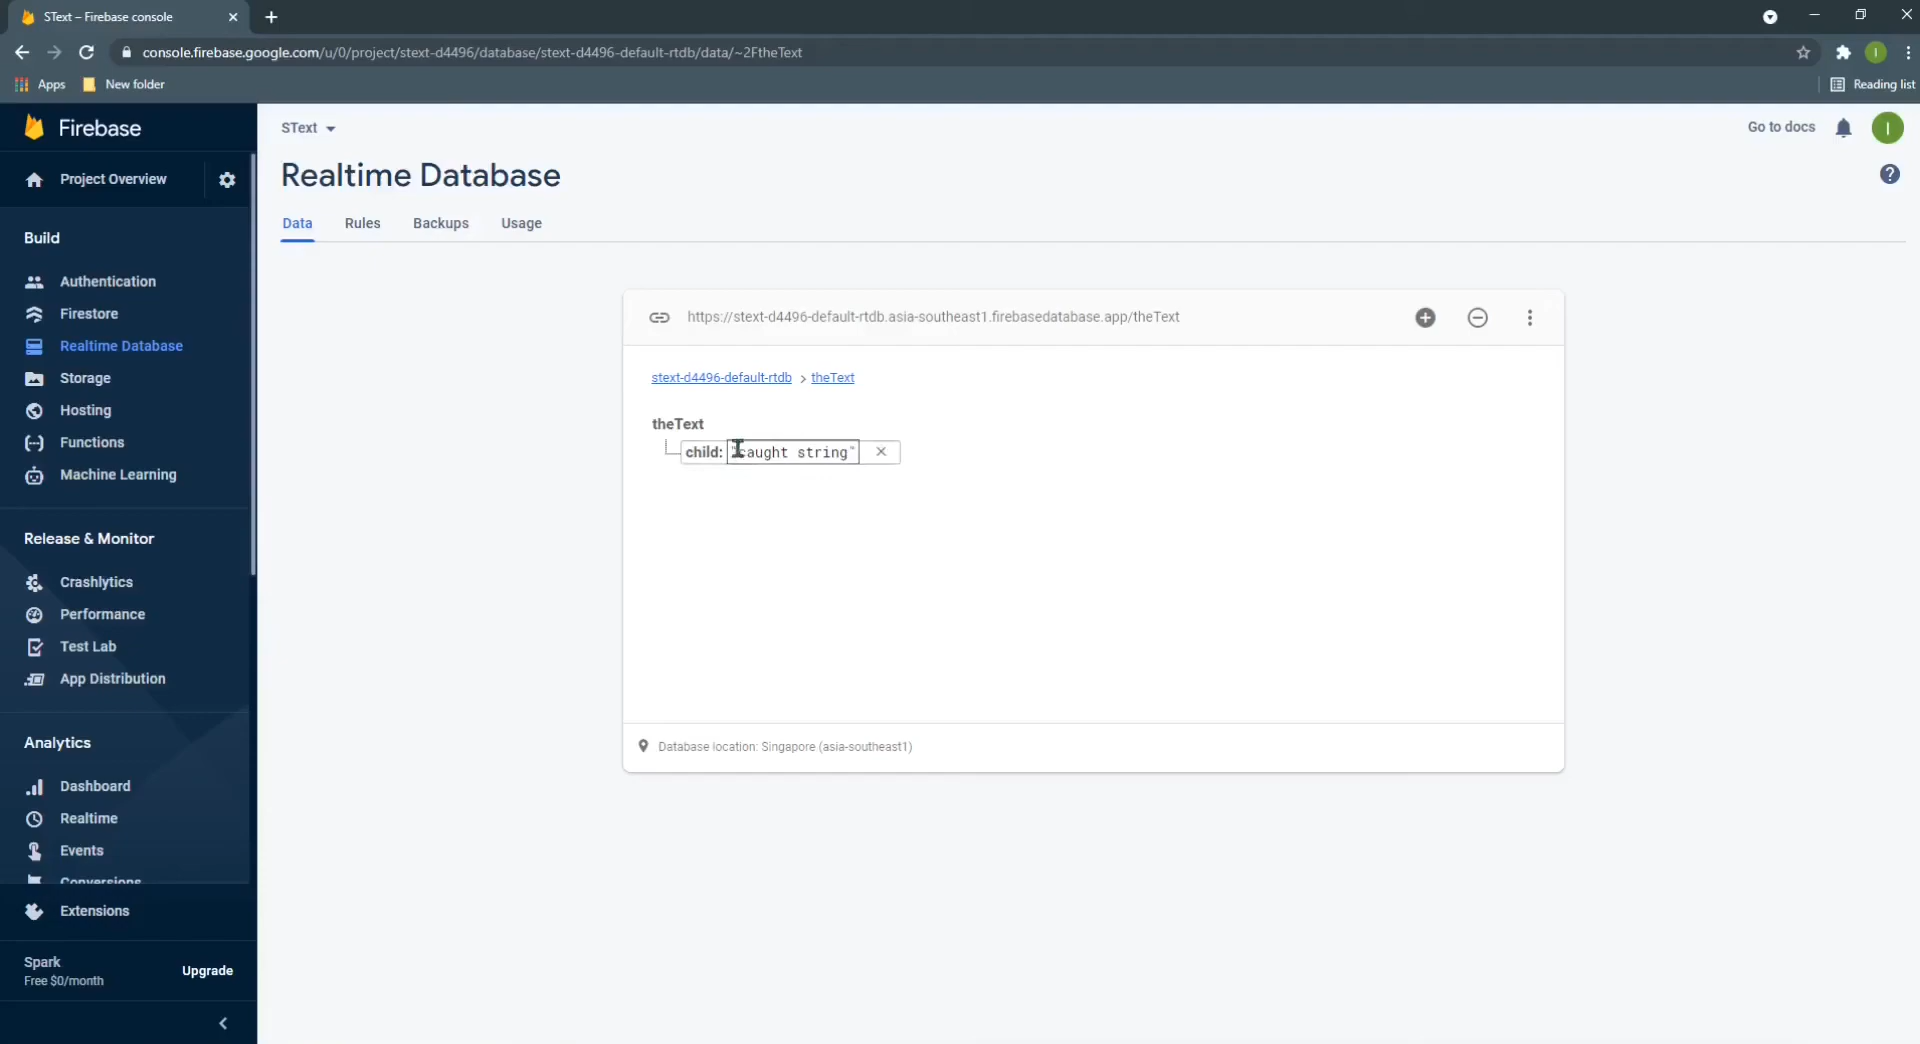 SText – Firebase console
console.firebase.google.com/u/0/project/stext-d4496/database/stext-d4496-default-rtdb/data/~2FtheText
I
Apps
New folder
Reading list
Firebase
SText
Go to docs
I
Project Overview
Realtime Database
?
Data
Rules
Backups
Usage
Build
Authentication
Firestore
Realtime Database
Storage
Hosting
Functions
Machine Learning
https://stext-d4496-default-rtdb.asia-southeast1.firebasedatabase.app/theText
stext-d4496-default-rtdb > theText
theText
child: "caught string"
Release & Monitor
Crashlytics
Performance
Test Lab
App Distribution
Database location: Singapore (asia-southeast1)
Analytics
Dashboard
Realtime
Events
Conversions
Extensions
Spark
Free $0/month
Upgrade